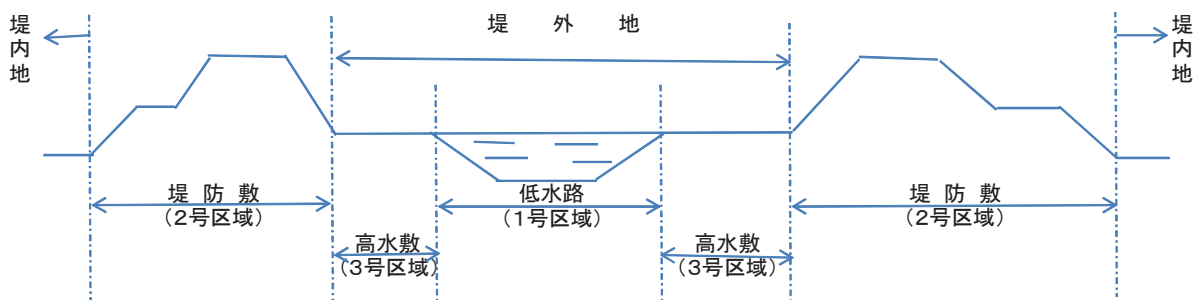 堤内地
堤外地
堤内地
堤防敷
(2号区域)
低水路
(1号区域)
堤防敷
(2号区域)
高水敷
(3号区域)
高水敷
(3号区域)